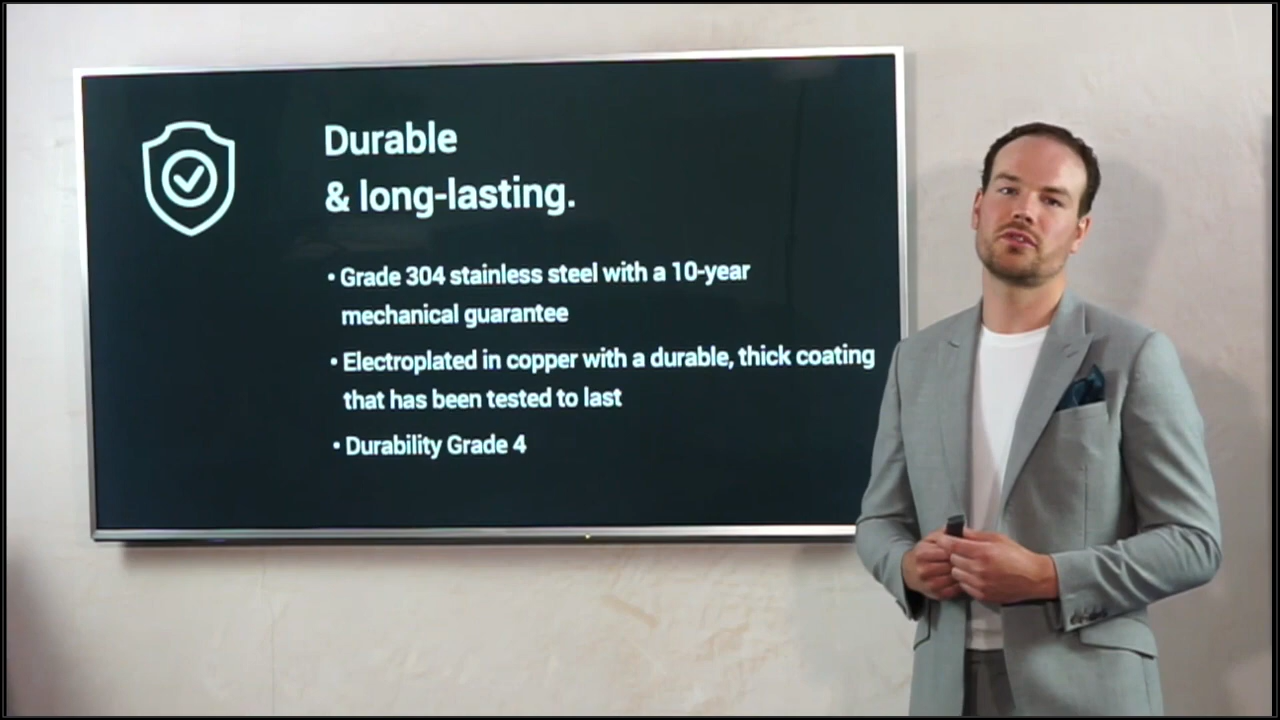 Durable
& long-lasting.
• Grade 304 stainless steel with a 10-year
mechanical guarantee
• Electroplated in copper with a durable, thick coating
that has been tested to last
• Durability Grade 4